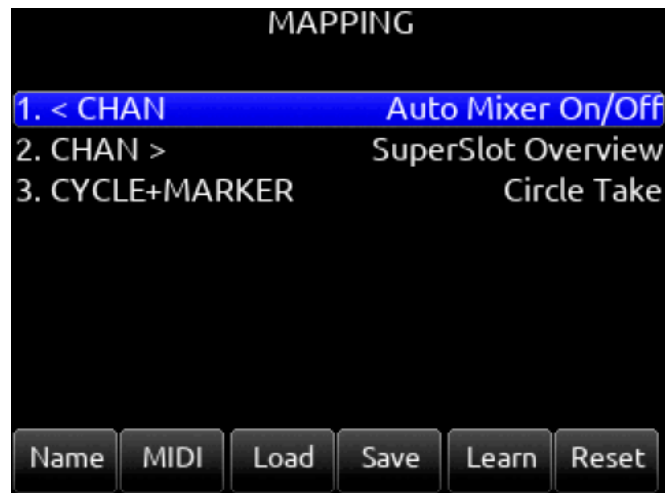 MAPPING
1. < CHAN Auto Mixer On/Off
2. CHAN > SuperSlot Overview
3. CYCLE+MARKER Circle Take
Name MIDI Load Save Learn Reset